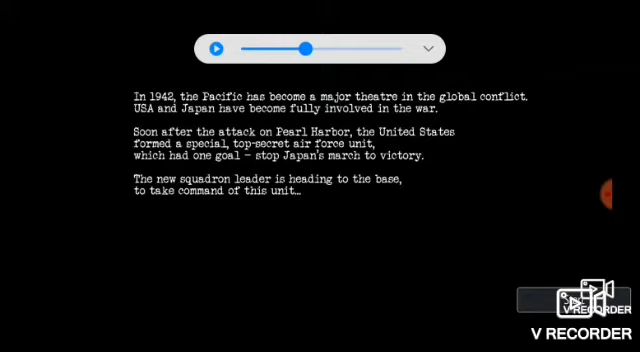 In 1942, the Pacific has become a major theatre in the global conflict.
USA and Japan have become fully involved in the war.
Soon after the attack on Pearl Harbor, the United States
formed a special, top-secret air force unit,
which had one goal – stop Japan's march to victory.
The new squadron leader is heading to the base,
to take command of this unit...
V RECORDER
V RECORDER